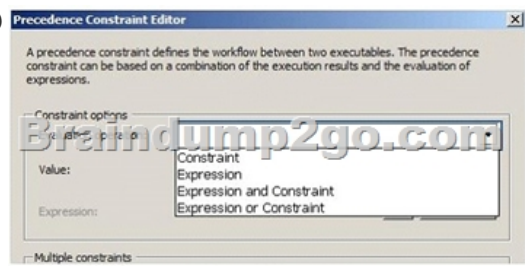 Precedence Constraint Editor
A precedence constraint defines the workflow between two executables. The precedence
constraint can be based on a combination of the execution results and the evaluation of
expressions.
Constraint options
Braindump2go.com
Value:
Constraint
Expression
Expression and Constraint
Expression or Constraint
Expression:
Multiple constraints